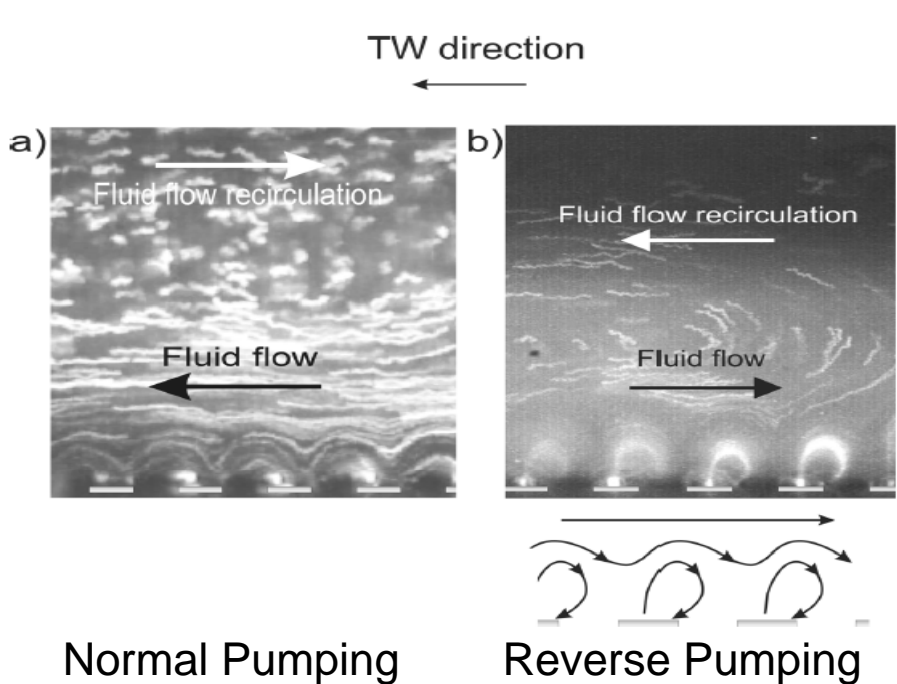 TW direction
a)
Fluid flow recirculation
Fluid flow
b)
Fluid flow recirculation
Fluid flow
Normal Pumping
Reverse Pumping